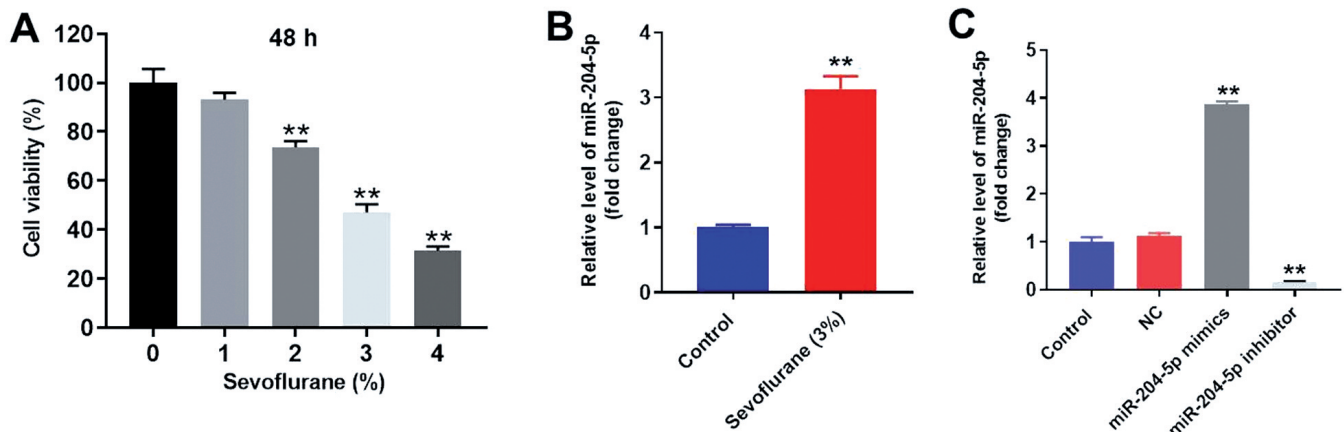 A
48 h
Cell viability (%)
120
100
80
60
40
20
0
**
**
**
0 1 2 3 4
Sevoflurane (%)
B
Relative level of miR-204-5p
(fold change)
4
3
2
1
0
**
Control
Sevoflurane (3%)
C
Relative level of miR-204-5p
(fold change)
5
4
3
2
1
0
**
**
Control
NC
miR-204-5p mimics
miR-204-5p inhibitor